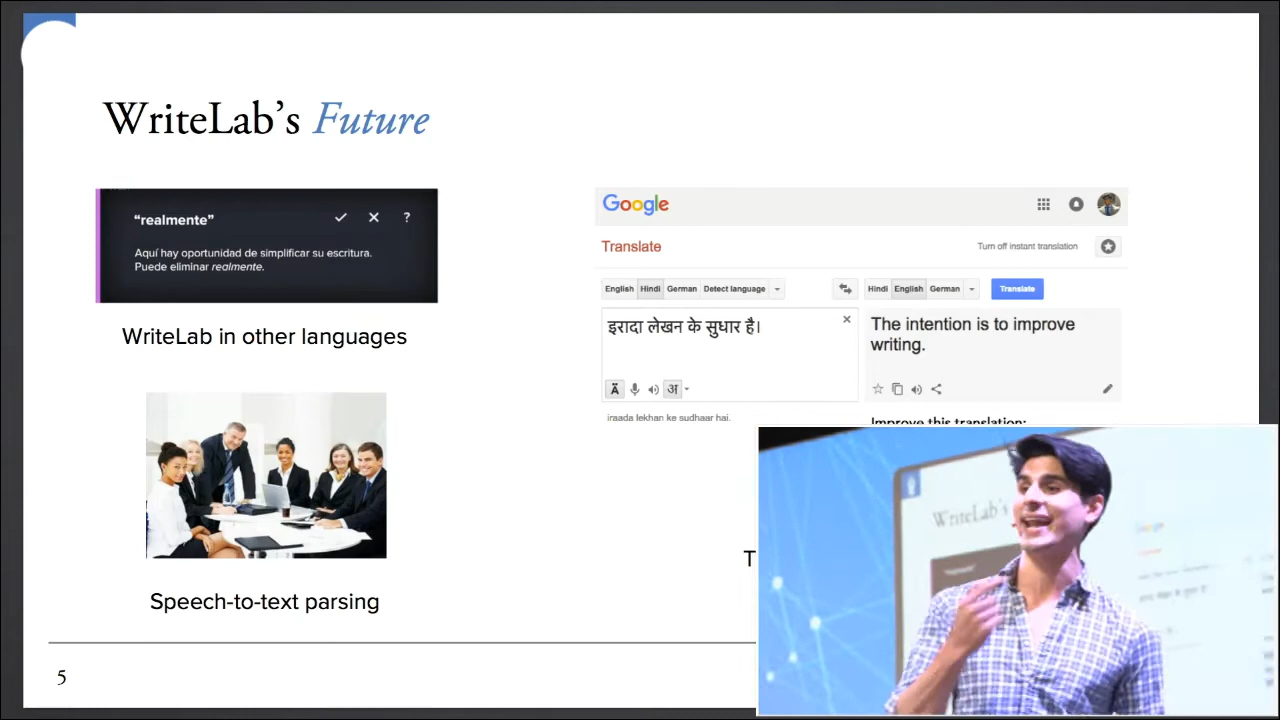 WriteLab's Future
"realmente"
?
Aquí hay oportunidad de simplificar su escritura.
Puede eliminar realmente.
WriteLab in other languages
Speech-to-text parsing
Google
Translate
Turn off instant translation
English Hindi German Detect language
Hindi English German Translate
इरादा लेखन के सुधार है।
Ä अ
iraada lekhan ke sudhaar hai.
The intention is to improve
writing.
Improve this translation:
T
WriteLab's
Google
5